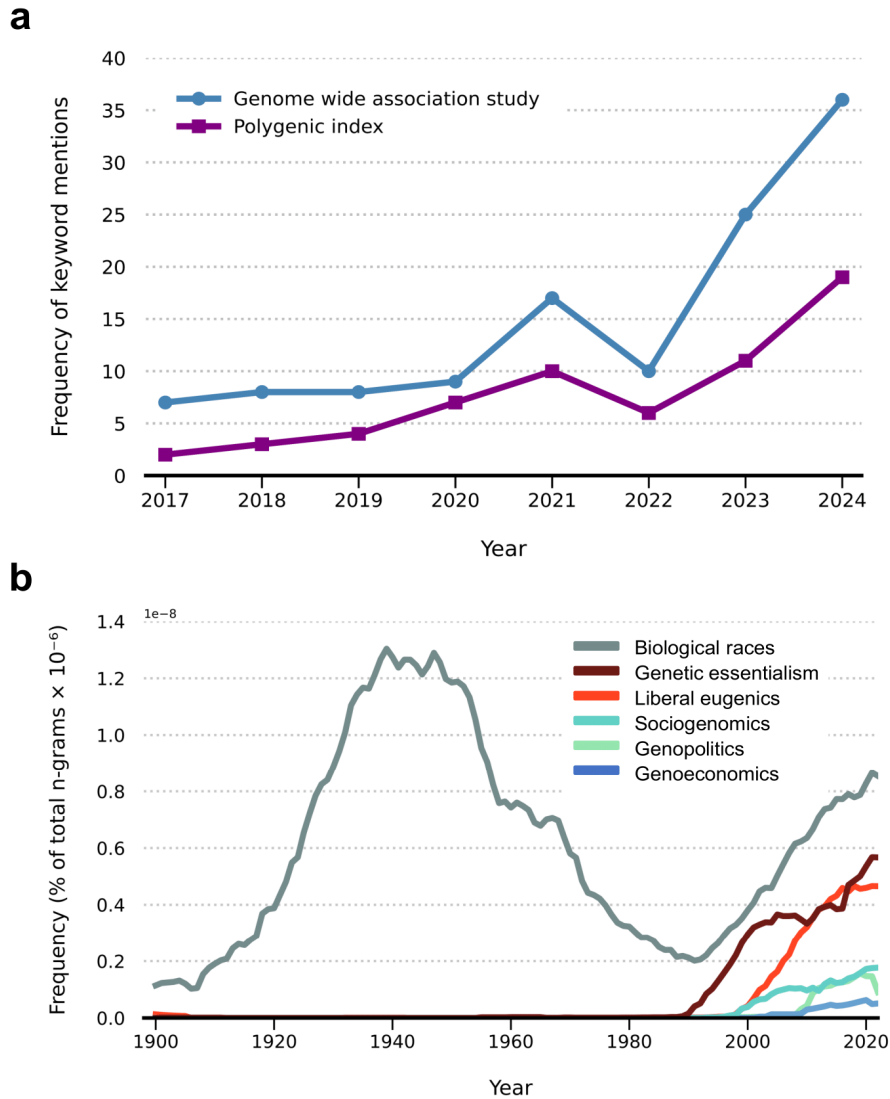 a
Frequency of keyword mentions
40
35
30
25
20
15
10
5
0
Genome wide association study
Polygenic index
2017 2018 2019 2020 2021 2022 2023 2024
Year
b
Frequency (% of total n-grams × 10⁻⁶)
1e−8
1.4
1.2
1.0
0.8
0.6
0.4
0.2
0.0
Biological races
Genetic essentialism
Liberal eugenics
Sociogenomics
Genopolitics
Genoeconomics
1900 1920 1940 1960 1980 2000 2020
Year